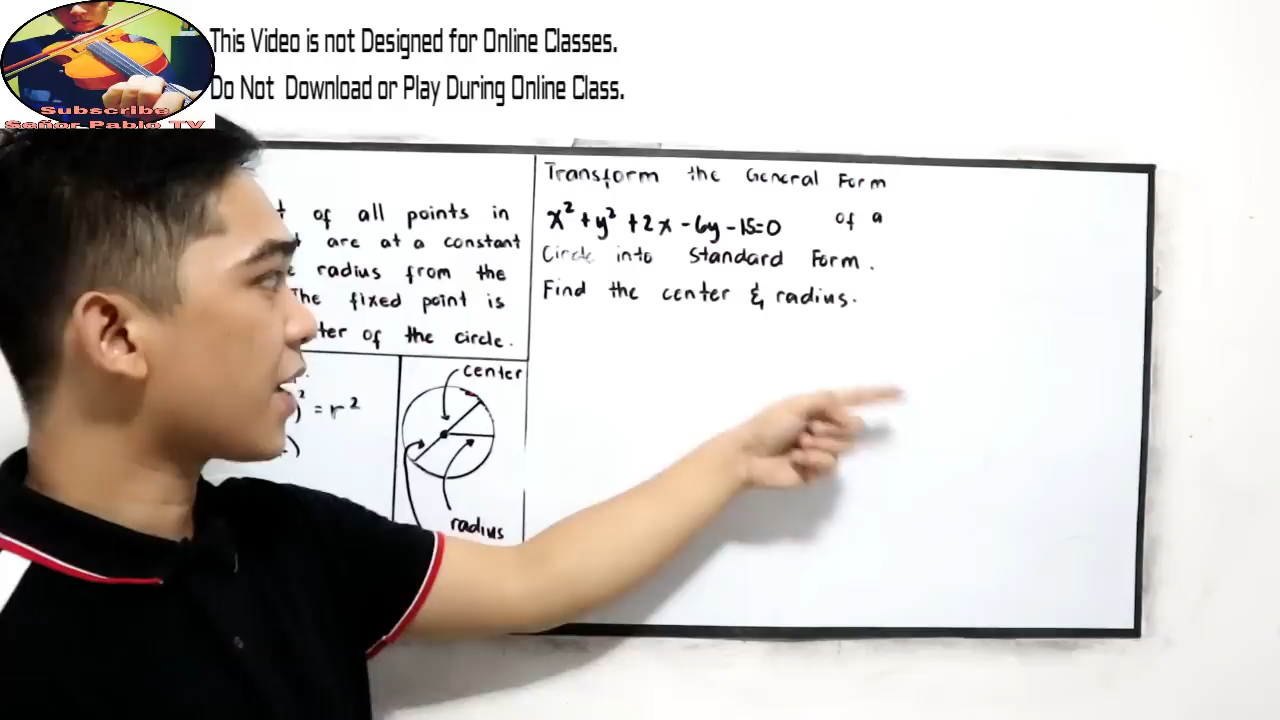 This Video is not Designed for Online Classes.
Do Not Download or Play During Online Class.
Subscribe
Señor Pablo TV
of all points in
are at a constant
radius from the
The fixed point is
of the circle.
= r²
center
radius
Transform the General Form
x² + y² + 2x - 6y - 15 = 0 of a
Circle into Standard Form.
Find the center & radius.